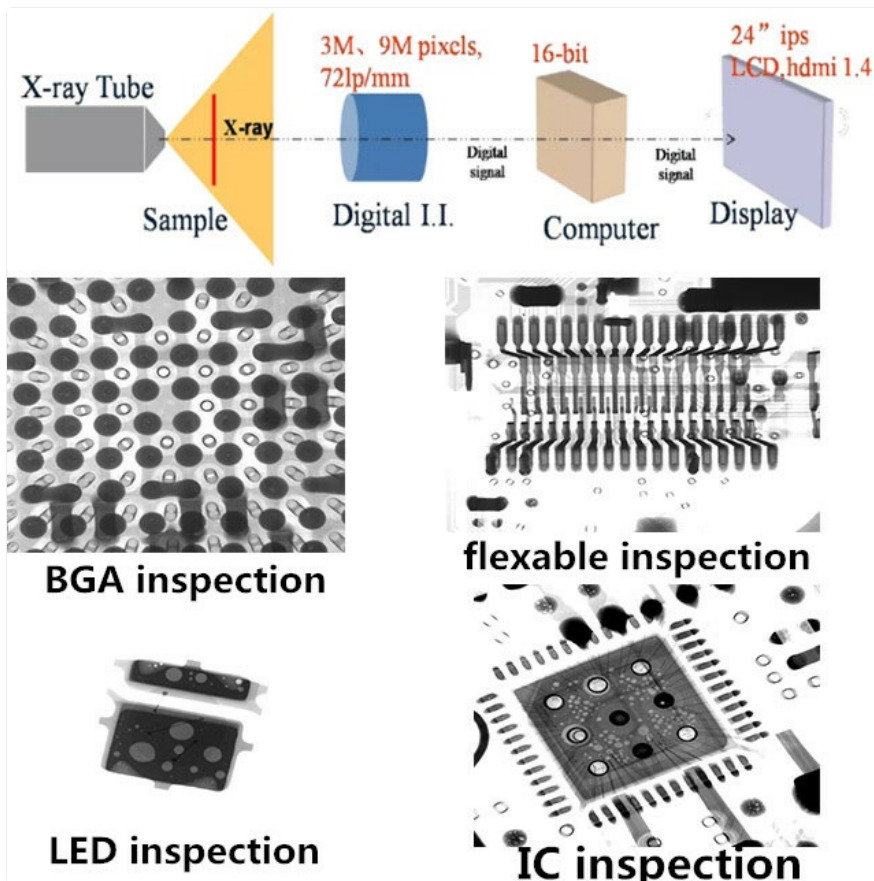 3M、9M pixels,
72lp/mm
16-bit
24” ips
LCD,hdmi 1.4
X-ray Tube
X-ray
Digital
signal
Digital
signal
Sample
Digital I.I.
Computer
Display
BGA inspection
flexable inspection
LED inspection
IC inspection